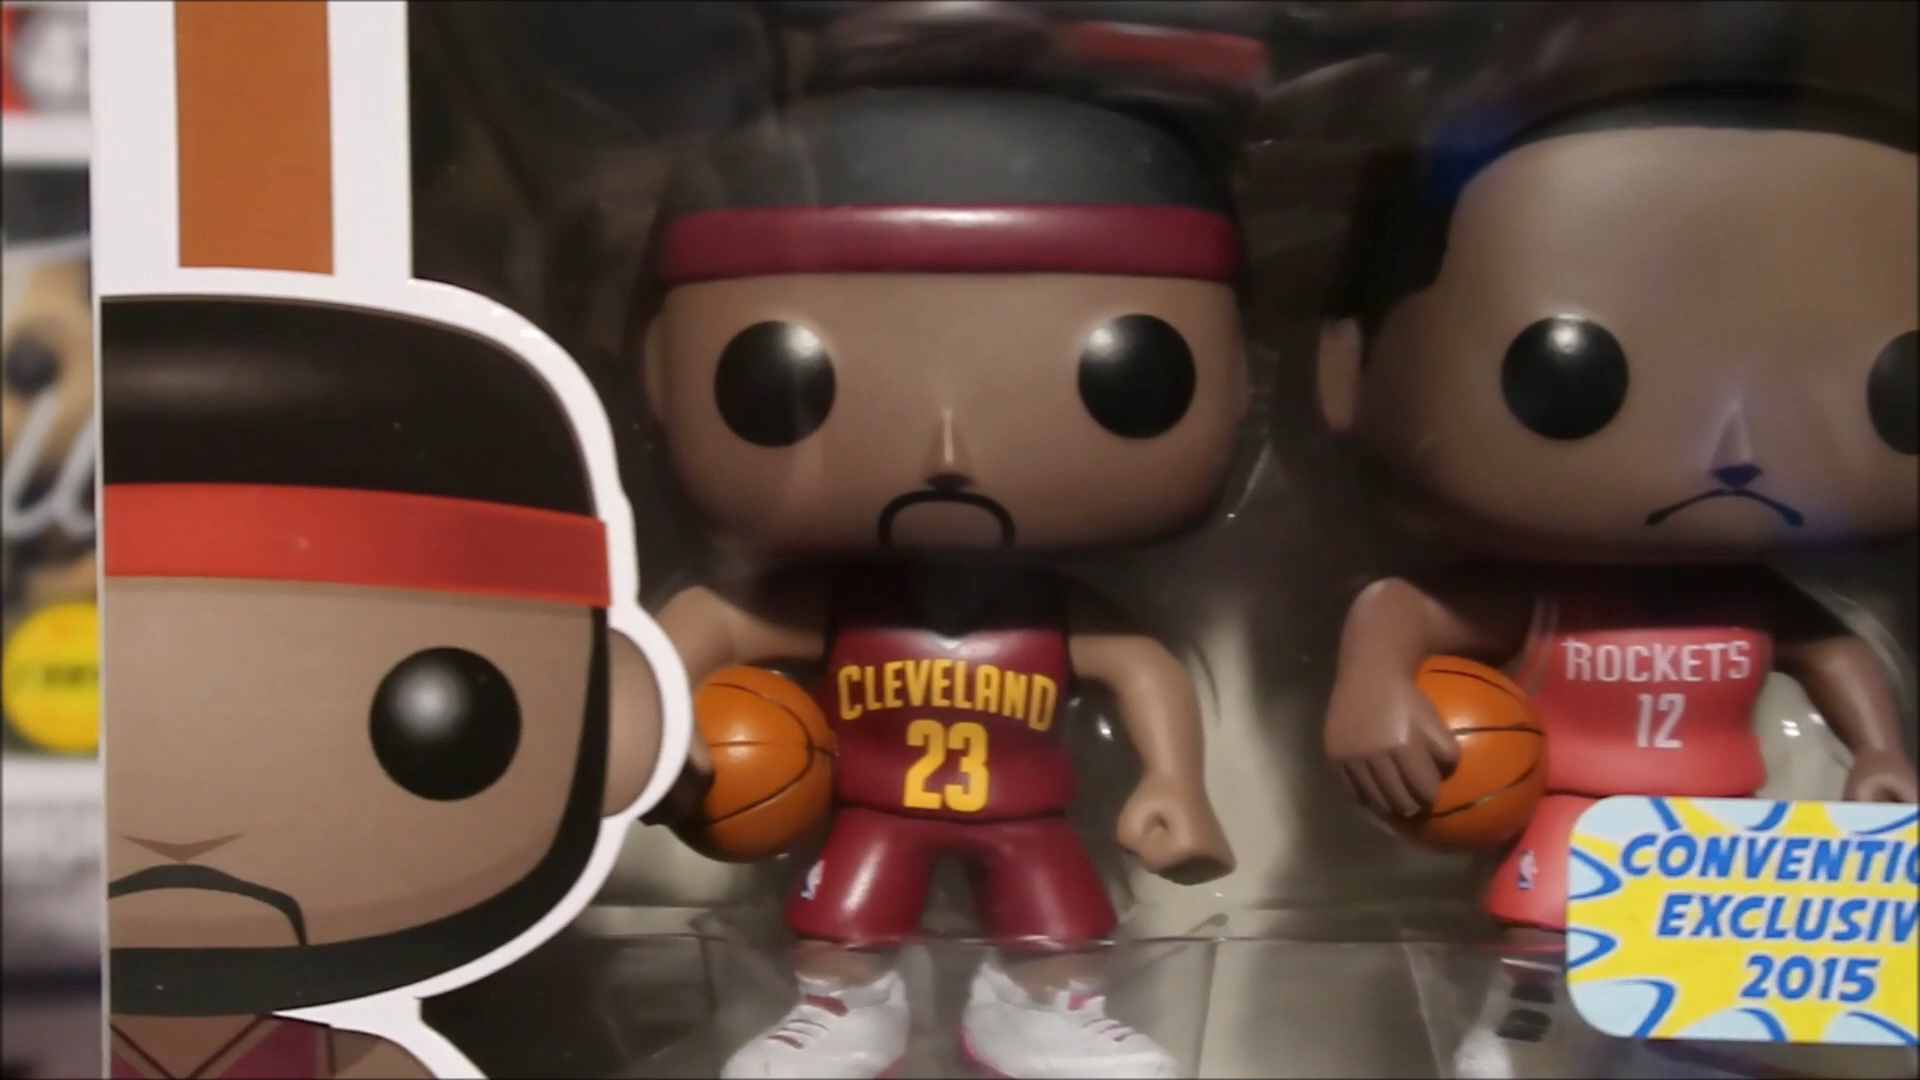 CLEVELAND
23
ROCKETS
12
CONVENTIO
EXCLUSIV
2015